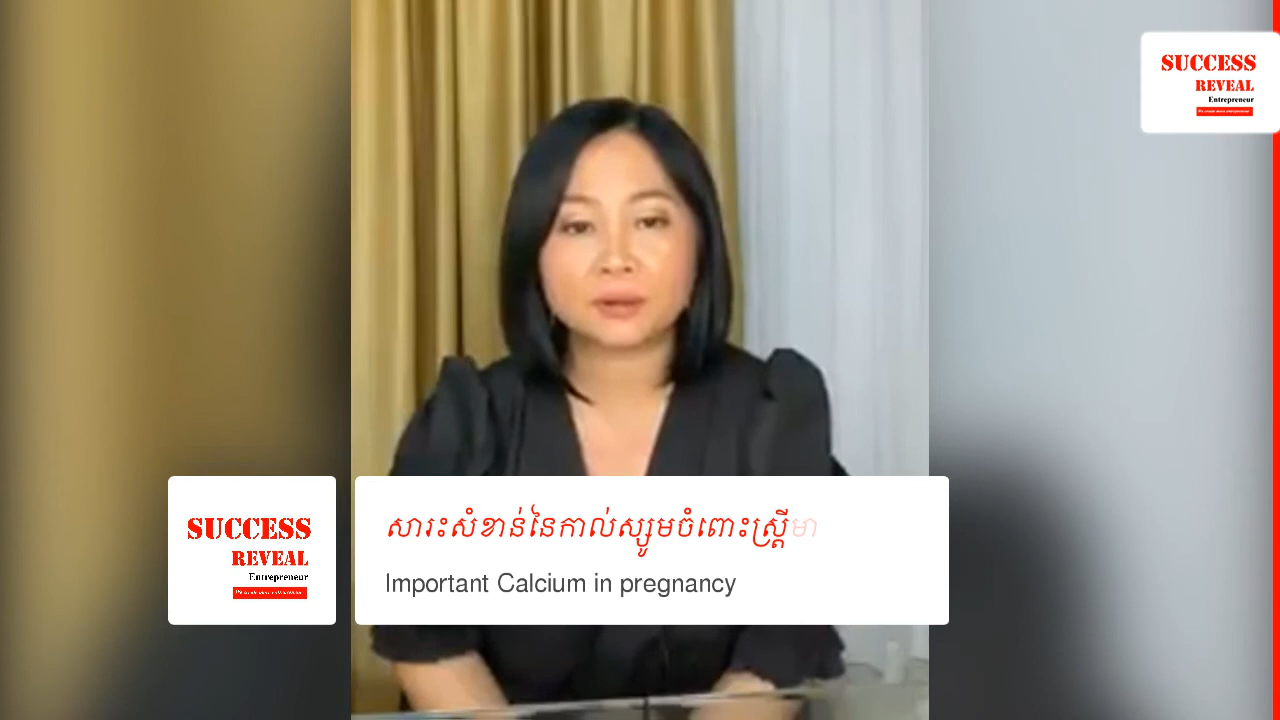 SUCCESS
REVEAL
Entrepreneur
SUCCESS
REVEAL
Entrepreneur
សារះសំខាន់នៃកាល់ស្យូមចំពោះស្ត្រីមា
Important Calcium in pregnancy